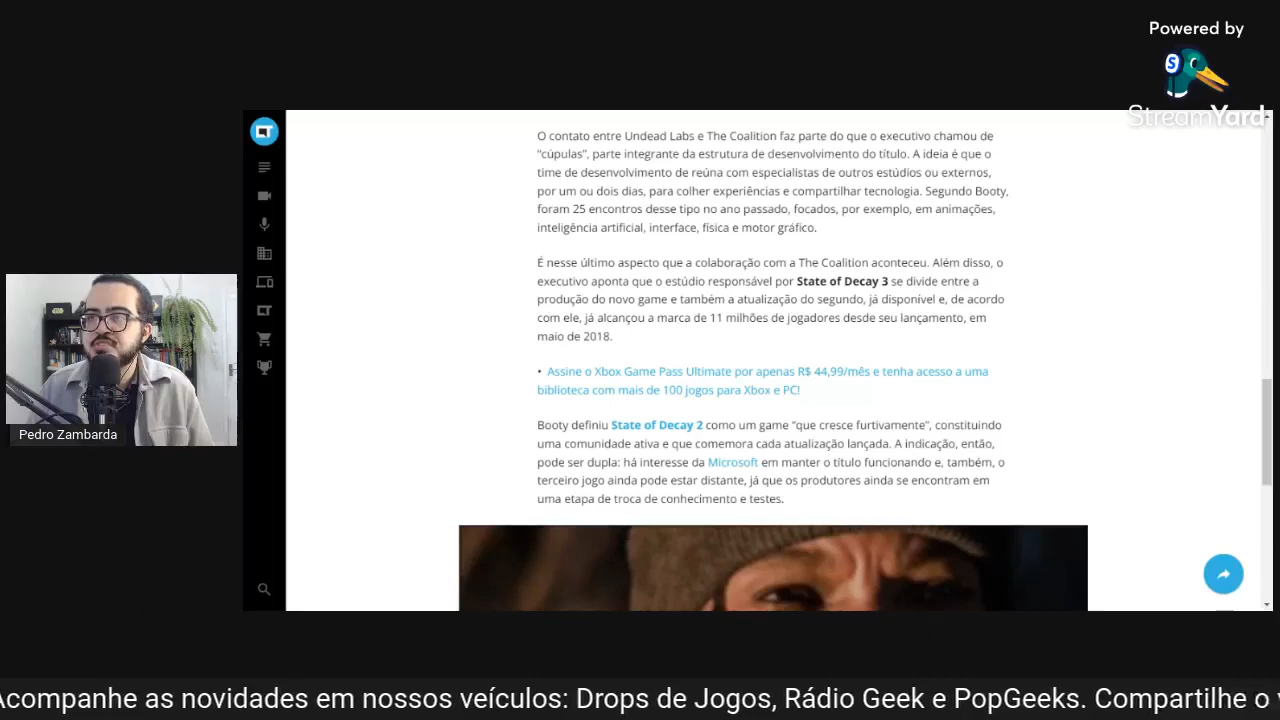 Powered by
StreamYard
O contato entre Undead Labs e The Coalition faz parte do que o executivo chamou de
“cúpulas”, parte integrante da estrutura de desenvolvimento do título. A ideia é que o
time de desenvolvimento de reúna com especialistas de outros estúdios ou externos,
por um ou dois dias, para colher experiências e compartilhar tecnologia. Segundo Booty,
foram 25 encontros desse tipo no ano passado, focados, por exemplo, em animações,
inteligência artificial, interface, física e motor gráfico.
É nesse último aspecto que a colaboração com a The Coalition aconteceu. Além disso, o
executivo aponta que o estúdio responsável por State of Decay 3 se divide entre a
produção do novo game e também a atualização do segundo, já disponível e, de acordo
com ele, já alcançou a marca de 11 milhões de jogadores desde seu lançamento, em
maio de 2018.
• Assine o Xbox Game Pass Ultimate por apenas R$ 44,99/mês e tenha acesso a uma
biblioteca com mais de 100 jogos para Xbox e PC!
Booty definiu State of Decay 2 como um game “que cresce furtivamente”, constituindo
uma comunidade ativa e que comemora cada atualização lançada. A indicação, então,
pode ser dupla: há interesse da Microsoft em manter o título funcionando e, também, o
terceiro jogo ainda pode estar distante, já que os produtores ainda se encontram em
uma etapa de troca de conhecimento e testes.
Pedro Zambarda
Acompanhe as novidades em nossos veículos: Drops de Jogos, Rádio Geek e PopGeeks. Compartilhe o